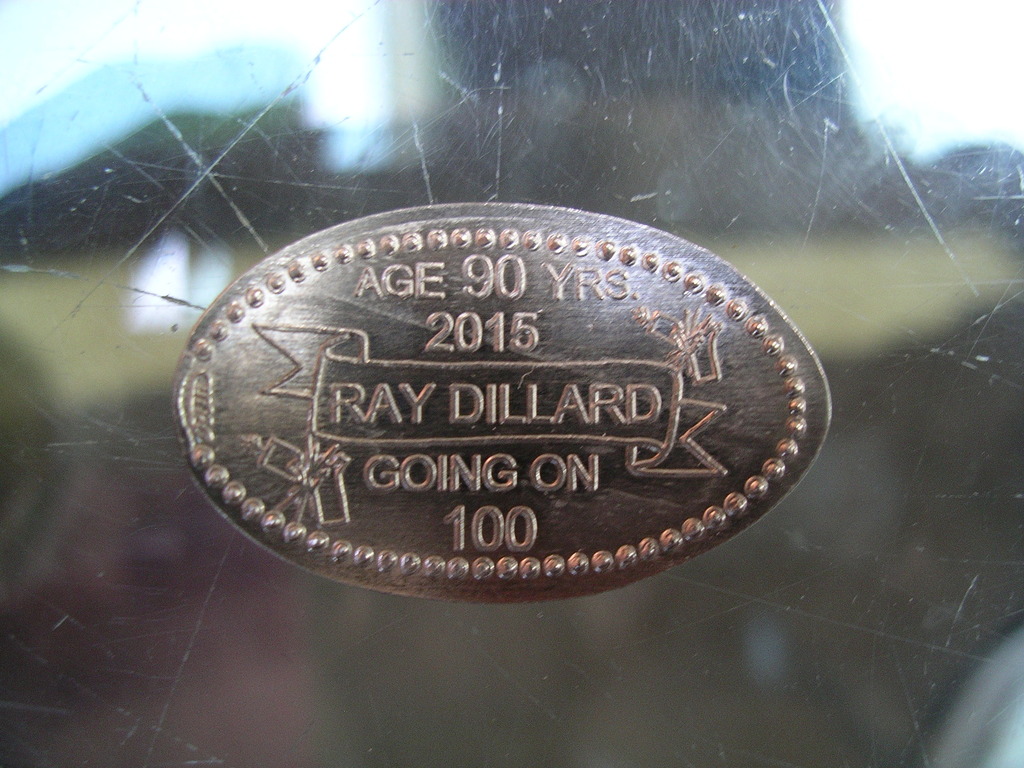 AGE 90 YRS.
2015
RAY DILLARD
GOING ON
100